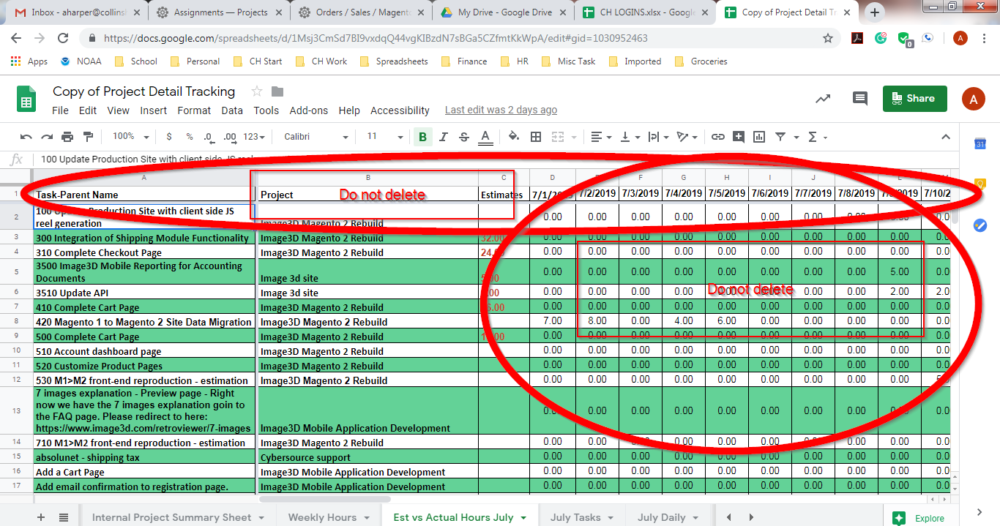 Inbox - aharper@collins
Assignments — Projects
Orders / Sales / Magento
My Drive - Google Drive
CH LOGINS.xlsx - Google
Copy of Project Detail Tr
https://docs.google.com/spreadsheets/d/1Msj3CmSd7BI9vxdqQ44vgKIBzdN7sBGa5CZfmtKkWpA/edit#gid=1030952463
Apps NOAA School Personal CH Start CH Work Spreadsheets Finance HR Misc Task Imported Groceries
Copy of Project Detail Tracking
Share
A
File Edit View Insert Format Data Tools Add-ons Help Accessibility Last edit was 2 days ago
100% $ % .0 .00 123 Calibri 11 B I S A
fx 100 Update Production Site with client side JS reel
A B C D E F G H I J L M
1 Task-Parent Name Project Do not delete Estimates 7/1/2019 7/2/2019 7/3/2019 7/4/2019 7/5/2019 7/6/2019 7/7/2019 7/8/2019 7/10/2
2 100 Update Production Site with client side JS
reel generation Image3D Magento 2 Rebuild 0.00 0.00 0.00 0.00 0.00 0.00 0.00 0.00 0.00 0.0
3 300 Integration of Shipping Module Functionality Image3D Magento 2 Rebuild 32.00 0.00 0.00 0.00 0.00 0.00 0.00 0.00 0.00 0.00 0.0
4 310 Complete Checkout Page Image3D Magento 2 Rebuild 0.00 0.00 0.00 0.00 0.00 0.00 0.00 0.00 0.00 0.0
5 3500 Image3D Mobile Reporting for Accounting
Documents Image 3d site 0.00 0.00 0.00 0.00 0.00 0.00 0.00 0.00 5.00 0.0
6 3510 Update API Image 3d site 0.00 0.00 0.00 0.00 0.00 0.00 2.00 2.0
Do not delete
7 410 Complete Cart Page Image3D Magento 2 Rebuild 0.00 0.00 0.00 0.00 0.00 0.00 0.00 0.00 0.00 0.0
8 420 Magento 1 to Magento 2 Site Data Migration Image3D Magento 2 Rebuild 7.00 8.00 0.00 4.00 6.00 0.00 0.00 0.00 0.00 0.0
9 500 Complete Cart Page Image3D Magento 2 Rebuild 0.00 0.00 0.00 0.00 0.00 0.00 0.00 0.00 0.00 0.0
10 510 Account dashboard page Image3D Magento 2 Rebuild 0.00 0.00 0.00 0.00 0.00 0.00 0.00 0.00 0.00 0.0
11 520 Customize Product Pages Image3D Magento 2 Rebuild 0.00 0.00 0.00 0.00 0.00 0.00 0.00 0.00 0.00 0.0
12 530 M1>M2 front-end reproduction - estimation Image3D Magento 2 Rebuild 0.00 0.00 0.00 0.00 0.00 0.00 0.00 0.00 0.00
7 images explanation - Preview page - Right
now we have the 7 images explanation goin to
13 the FAQ page. Please redirect to here:
https://www.image3d.com/retroviewer/7-images Image3D Mobile Application Development 0.00 0.00 0.00 0.00 0.00 0.00 0.00 0.00 0.0
14 710 M1>M2 front-end reproduction - estimation Image3D Magento 2 Rebuild 0.00 0.00 0.00 0.00 0.00 0.00 0.00 0.00 0.00 0.0
15 absolunet - shipping tax Cybersource support 0.00 0.00 0.00 0.00 0.00 0.00 0.00 0.00 0.00 0.0
16 Add a Cart Page Image3D Mobile Application Development 0.00 0.00 0.00 0.00 0.00 0.00 0.00 0.00 0.00 0.0
17 Add email confirmation to registration page. Image3D Mobile Application Development 0.00 0.00 0.00 0.00 0.00 0.00 0.00 0.00 0.00 0.0
Internal Project Summary Sheet Weekly Hours Est vs Actual Hours July July Tasks July Daily Explore